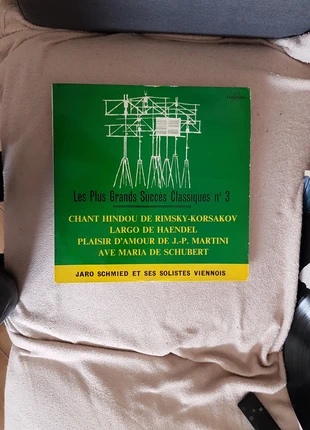 Les Plus Grands Succès Classiques n° 3
CHANT HINDOU DE RIMSKY-KORSAKOV
LARGO DE HAENDEL
PLAISIR D'AMOUR DE J.-P. MARTINI
AVE MARIA DE SCHUBERT
JARO SCHMIED ET SES SOLISTES VIENNOIS